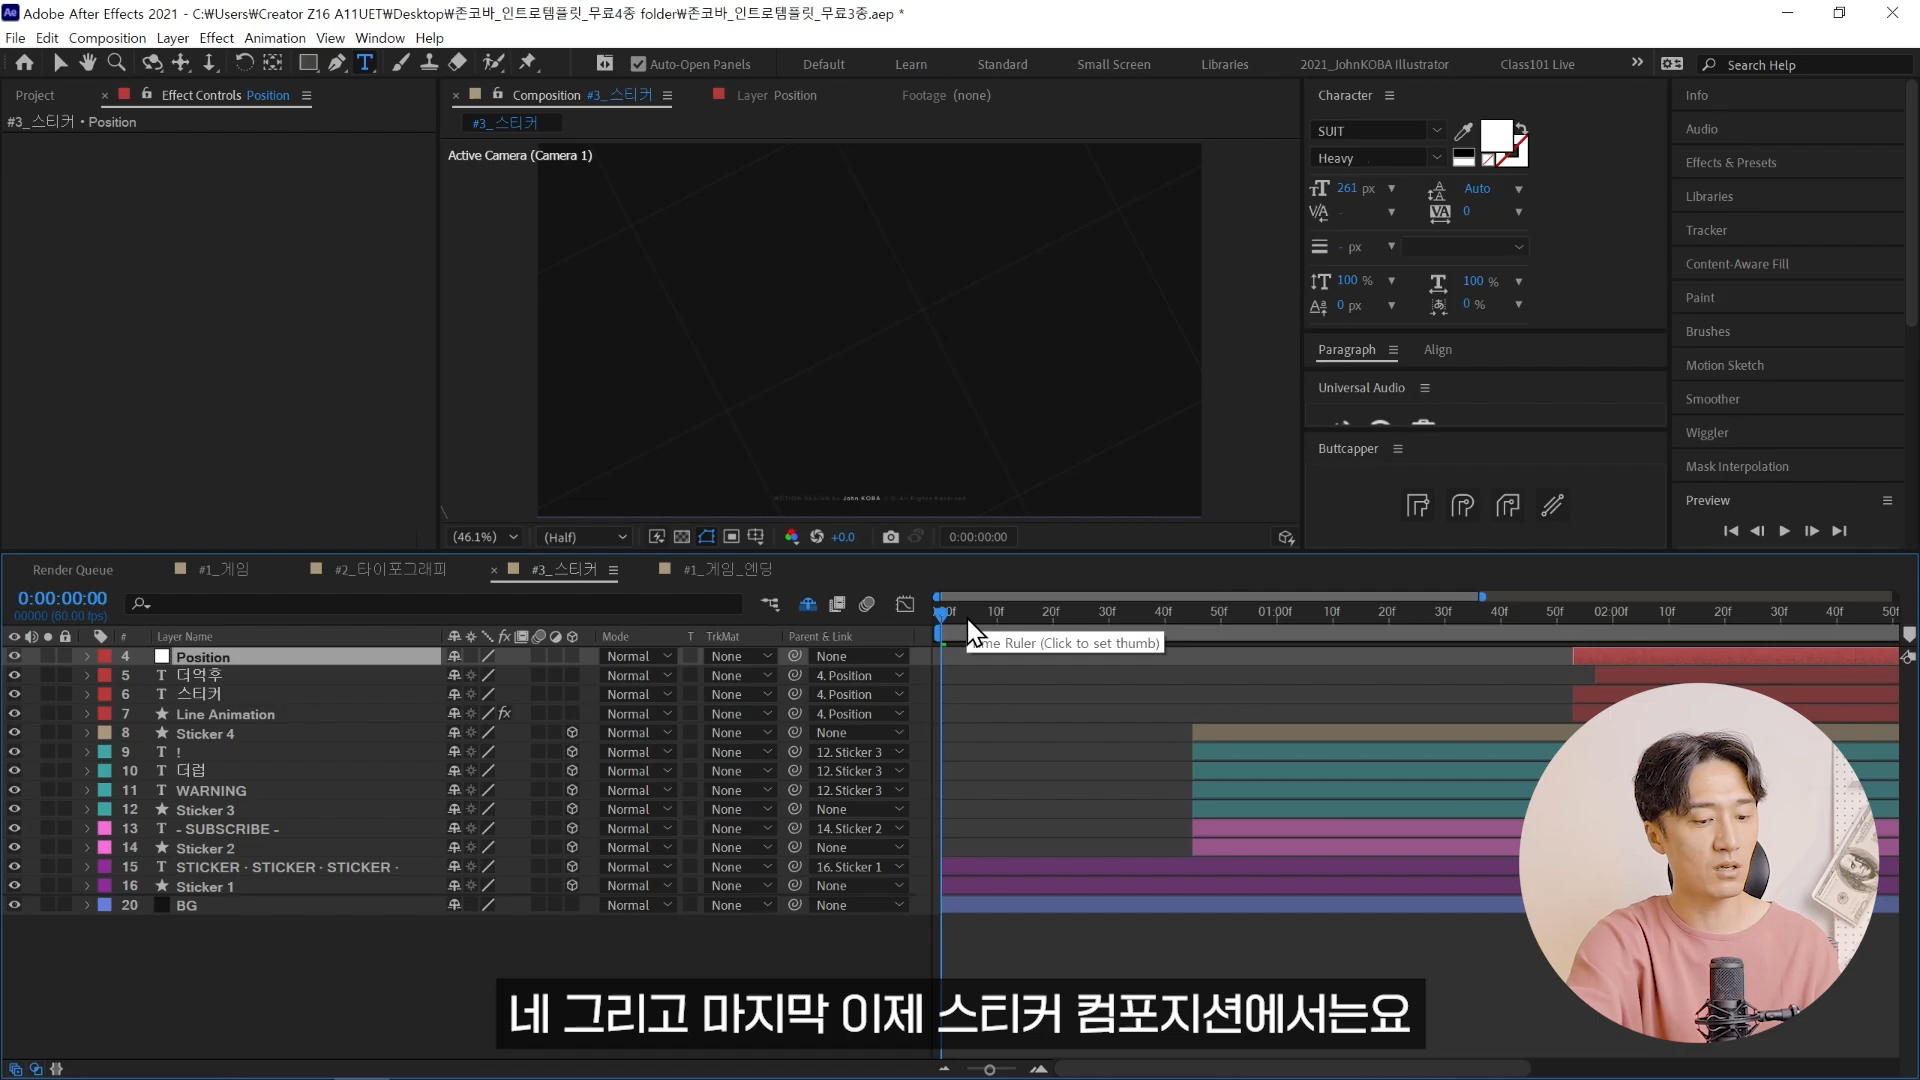 Adobe After Effects 2021 - C:₩Users₩Creator Z16 A11UET₩Desktop₩존코바_인트로템플릿_무료4종 folder₩존코바_인트로템플릿_무료3종.aep *
File Edit Composition Layer Effect Animation View Window Help
Auto-Open Panels Default Learn Standard Small Screen Libraries 2021_JohnKOBA Illustrator Class101 Live Search Help
Project Effect Controls Position
#3_스티커 • Position
Composition #3_스티커 Layer Position Footage (none)
#3_스티커
Active Camera (Camera 1)
MOTION DESIGN by John KOBA All Rights Reserved
(46.1%) (Half) +0.0 0:00:00:00
Character
SUIT
Heavy
261 px Auto
- 0
- px
100 % 100 %
0 px 0 %
Paragraph Align
Universal Audio
Buttcapper
Info
Audio
Effects & Presets
Libraries
Tracker
Content-Aware Fill
Paint
Brushes
Motion Sketch
Smoother
Wiggler
Mask Interpolation
Preview
Render Queue #1_게임 #2_타이포그래피 #3_스티커 #1_게임_엔딩
0:00:00:00
00000 (60.00 fps)
00f 10f 20f 30f 40f 50f 01:00f 10f 20f 30f 40f 50f 02:00f 10f 20f 30f 40f 50f
# Layer Name Mode T TrkMat Parent & Link
Time Ruler (Click to set thumb)
4 Position Normal None None
5 T 더억후 Normal None 4. Position
6 T 스티커 Normal None 4. Position
7 Line Animation fx Normal None 4. Position
8 Sticker 4 Normal None None
9 T ! Normal None 12. Sticker 3
10 T 더럽 Normal None 12. Sticker 3
11 T WARNING Normal None 12. Sticker 3
12 Sticker 3 Normal None None
13 T - SUBSCRIBE - Normal None 14. Sticker 2
14 Sticker 2 Normal None None
15 T STICKER · STICKER · STICKER · Normal None 16. Sticker 1
16 Sticker 1 Normal None None
20 BG Normal None None
네 그리고 마지막 이제 스티커 컴포지션에서는요